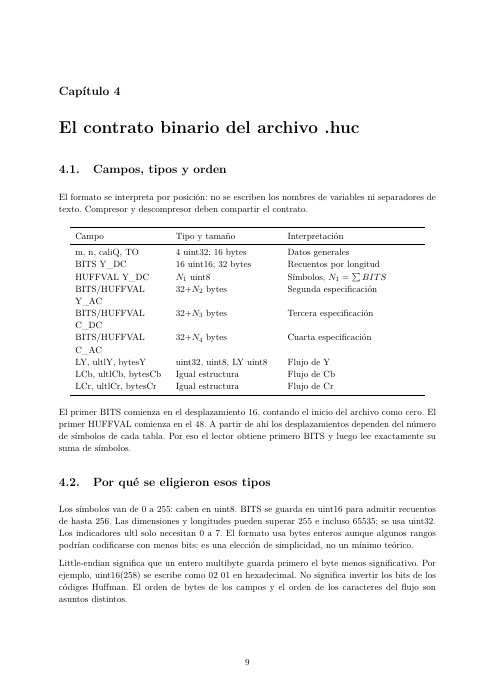 Capítulo 4
El contrato binario del archivo .huc
4.1. Campos, tipos y orden
El formato se interpreta por posición: no se escriben los nombres de variables ni separadores de
texto. Compresor y descompresor deben compartir el contrato.
Campo Tipo y tamaño Interpretación
m, n, caliQ, TO 4 uint32; 16 bytes Datos generales
BITS Y_DC 16 uint16; 32 bytes Recuentos por longitud
HUFFVAL Y_DC N₁ uint8 Símbolos, N₁ = ∑ BITS
BITS/HUFFVAL 32+N₂ bytes Segunda especificación
Y_AC
BITS/HUFFVAL 32+N₃ bytes Tercera especificación
C_DC
BITS/HUFFVAL 32+N₄ bytes Cuarta especificación
C_AC
LY, ultlY, bytesY uint32, uint8, LY uint8 Flujo de Y
LCb, ultlCb, bytesCb Igual estructura Flujo de Cb
LCr, ultlCr, bytesCr Igual estructura Flujo de Cr
El primer BITS comienza en el desplazamiento 16, contando el inicio del archivo como cero. El
primer HUFFVAL comienza en el 48. A partir de ahí los desplazamientos dependen del número
de símbolos de cada tabla. Por eso el lector obtiene primero BITS y luego lee exactamente su
suma de símbolos.
4.2. Por qué se eligieron esos tipos
Los símbolos van de 0 a 255: caben en uint8. BITS se guarda en uint16 para admitir recuentos
de hasta 256. Las dimensiones y longitudes pueden superar 255 e incluso 65535; se usa uint32.
Los indicadores ultl solo necesitan 0 a 7. El formato usa bytes enteros aunque algunos rangos
podrían codificarse con menos bits: es una elección de simplicidad, no un mínimo teórico.
Little-endian significa que un entero multibyte guarda primero el byte menos significativo. Por
ejemplo, uint16(258) se escribe como 02 01 en hexadecimal. No significa invertir los bits de los
códigos Huffman. El orden de bytes de los campos y el orden de los caracteres del flujo son
asuntos distintos.
9